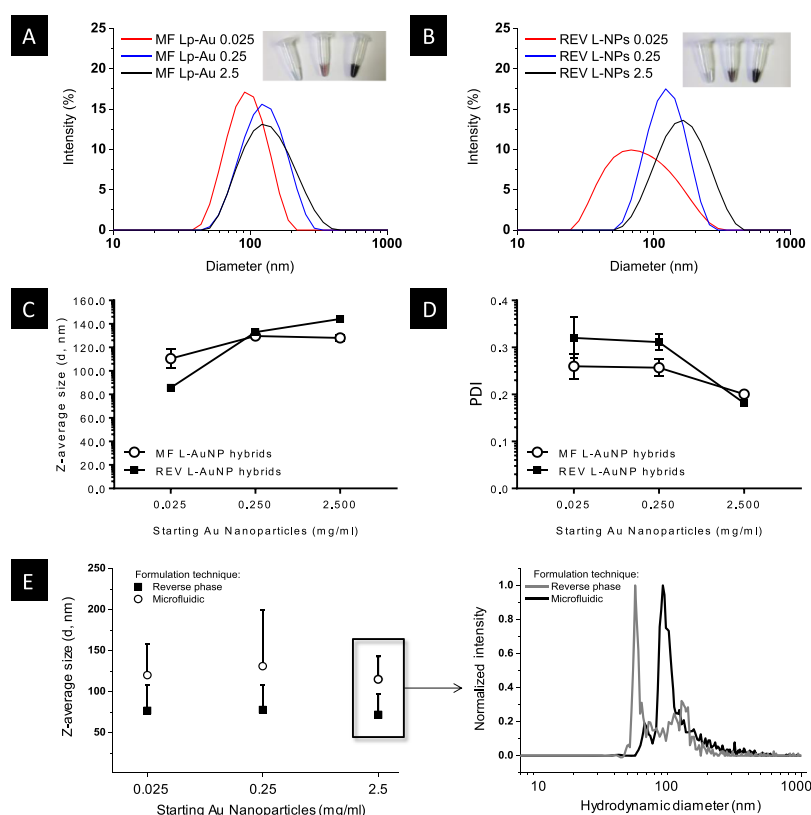 A
MF Lp-Au 0.025
MF Lp-Au 0.25
MF Lp-Au 2.5
25
20
15
10
5
0
Intensity (%)
10
100
1000
Diameter (nm)
B
REV L-NPs 0.025
REV L-NPs 0.25
REV L-NPs 2.5
25
20
15
10
5
0
Intensity (%)
10
100
1000
Diameter (nm)
C
160.0
140.0
120.0
100.0
80.0
60.0
40.0
20.0
0.0
Z-average size (d, nm)
MF L-AuNP hybrids
REV L-AuNP hybrids
0.025
0.250
2.500
Starting Au Nanoparticles (mg/ml)
D
0.4
0.3
0.2
0.0
PDI
MF L-AuNP hybrids
REV L-AuNP hybrids
0.025
0.250
2.500
Starting Au Nanoparticles (mg/ml)
E
250
200
150
100
50
Z-average size (d, nm)
Formulation technique:
Reverse phase
Microfluidic
0.025
0.25
2.5
Starting Au Nanoparticles (mg/ml)
Formulation technique:
Reverse phase
Microfluidic
1.0
0.8
0.6
0.4
0.2
0.0
Normalized intensity
10
100
1000
Hydrodynamic diameter (nm)